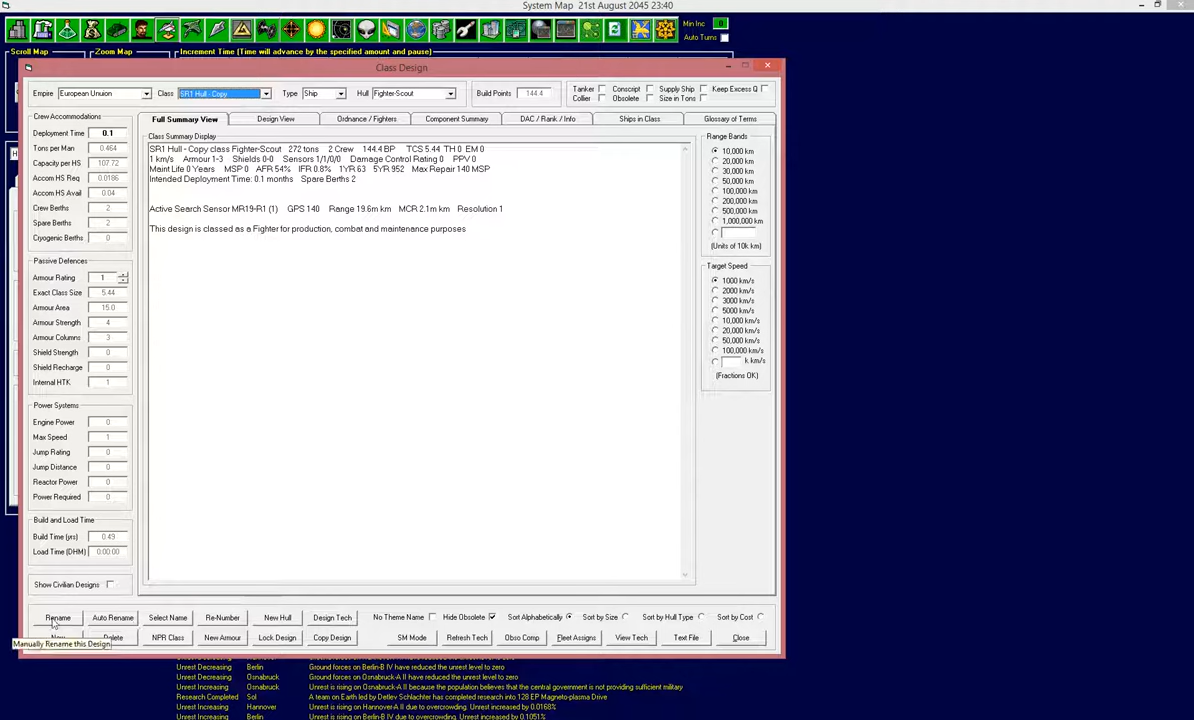 System Map   21st August 2045 23:40
Min Inc
Auto Turns
Scroll Map
Zoom Map
Increment Time (Time will advance by the specified amount and pause)
Class Design
Empire European Unuion Class SR1 Hull - Copy Type Ship Hull Fighter-Scout Build Points 144.4
Tanker Conscript Supply Ship Keep Excess Q
Collier Obsolete Size in Tons
Crew Accommodations
Deployment Time 0.1
Tons per Man 0.464
Capacity per HS 107.72
Accom HS Req 0.0186
Accom HS Avail 0.04
Crew Berths 2
Spare Berths 2
Cryogenic Berths 0
Passive Defences
Armour Rating 1
Exact Class Size 5.44
Armour Area 15.0
Armour Strength 4
Armour Columns 3
Shield Strength 0
Shield Recharge 0
Internal HTK 1
Power Systems
Engine Power 0
Max Speed 1
Jump Rating 0
Jump Distance 0
Reactor Power 0
Power Required 0
Build and Load Time
Build Time (yrs) 0.49
Load Time (DHM) 0:00:00
Show Civilian Designs
Full Summary View
Design View
Ordnance / Fighters
Component Summary
DAC / Rank / Info
Ships in Class
Glossary of Terms
Class Summary Display
SR1 Hull - Copy class Fighter-Scout    272 tons    2 Crew    144.4 BP    TCS 5.44  TH 0  EM 0
1 km/s    Armour 1-3    Shields 0-0    Sensors 1/1/0/0    Damage Control Rating 0    PPV 0
Maint Life 0 Years    MSP 0    AFR 54%    IFR 0.8%    1YR 63    5YR 952    Max Repair 140 MSP
Intended Deployment Time: 0.1 months    Spare Berths 2
Active Search Sensor MR19-R1 (1)    GPS 140    Range 19.6m km    MCR 2.1m km    Resolution 1
This design is classed as a Fighter for production, combat and maintenance purposes
Range Bands
10,000 km
20,000 km
30,000 km
50,000 km
100,000 km
200,000 km
500,000 km
1,000,000 km
(Units of 10k km)
Target Speed
1000 km/s
2000 km/s
3000 km/s
5000 km/s
10,000 km/s
20,000 km/s
50,000 km/s
100,000 km/s
k km/s
(Fractions OK)
Rename Auto Rename Select Name Re-Number New Hull Design Tech No Theme Name Hide Obsolete Sort Alphabetically Sort by Size Sort by Hull Type Sort by Cost
New Delete NPR Class New Armour Lock Design Copy Design SM Mode Refresh Tech Obso Comp Fleet Assigns View Tech Text File Close
Manually Rename this Design
Unrest Decreasing Hannover Ground forces on Hannover-A II have reduced the unrest level to zero
Unrest Decreasing Berlin Ground forces on Berlin-B IV have reduced the unrest level to zero
Unrest Decreasing Osnabruck Ground forces on Osnabruck-A II have reduced the unrest level to zero
Unrest Increasing Osnabruck Unrest is rising on Osnabruck-A II because the population believes that the central government is not providing sufficient military
Research Completed Sol A team on Earth led by Detlev Schlachter has completed research into 128 EP Magneto-plasma Drive
Unrest Increasing Hannover Unrest is rising on Hannover-A II due to overcrowding. Unrest increased by 0.0168%
Unrest Increasing Berlin Unrest is rising on Berlin-B IV due to overcrowding. Unrest increased by 0.1051%